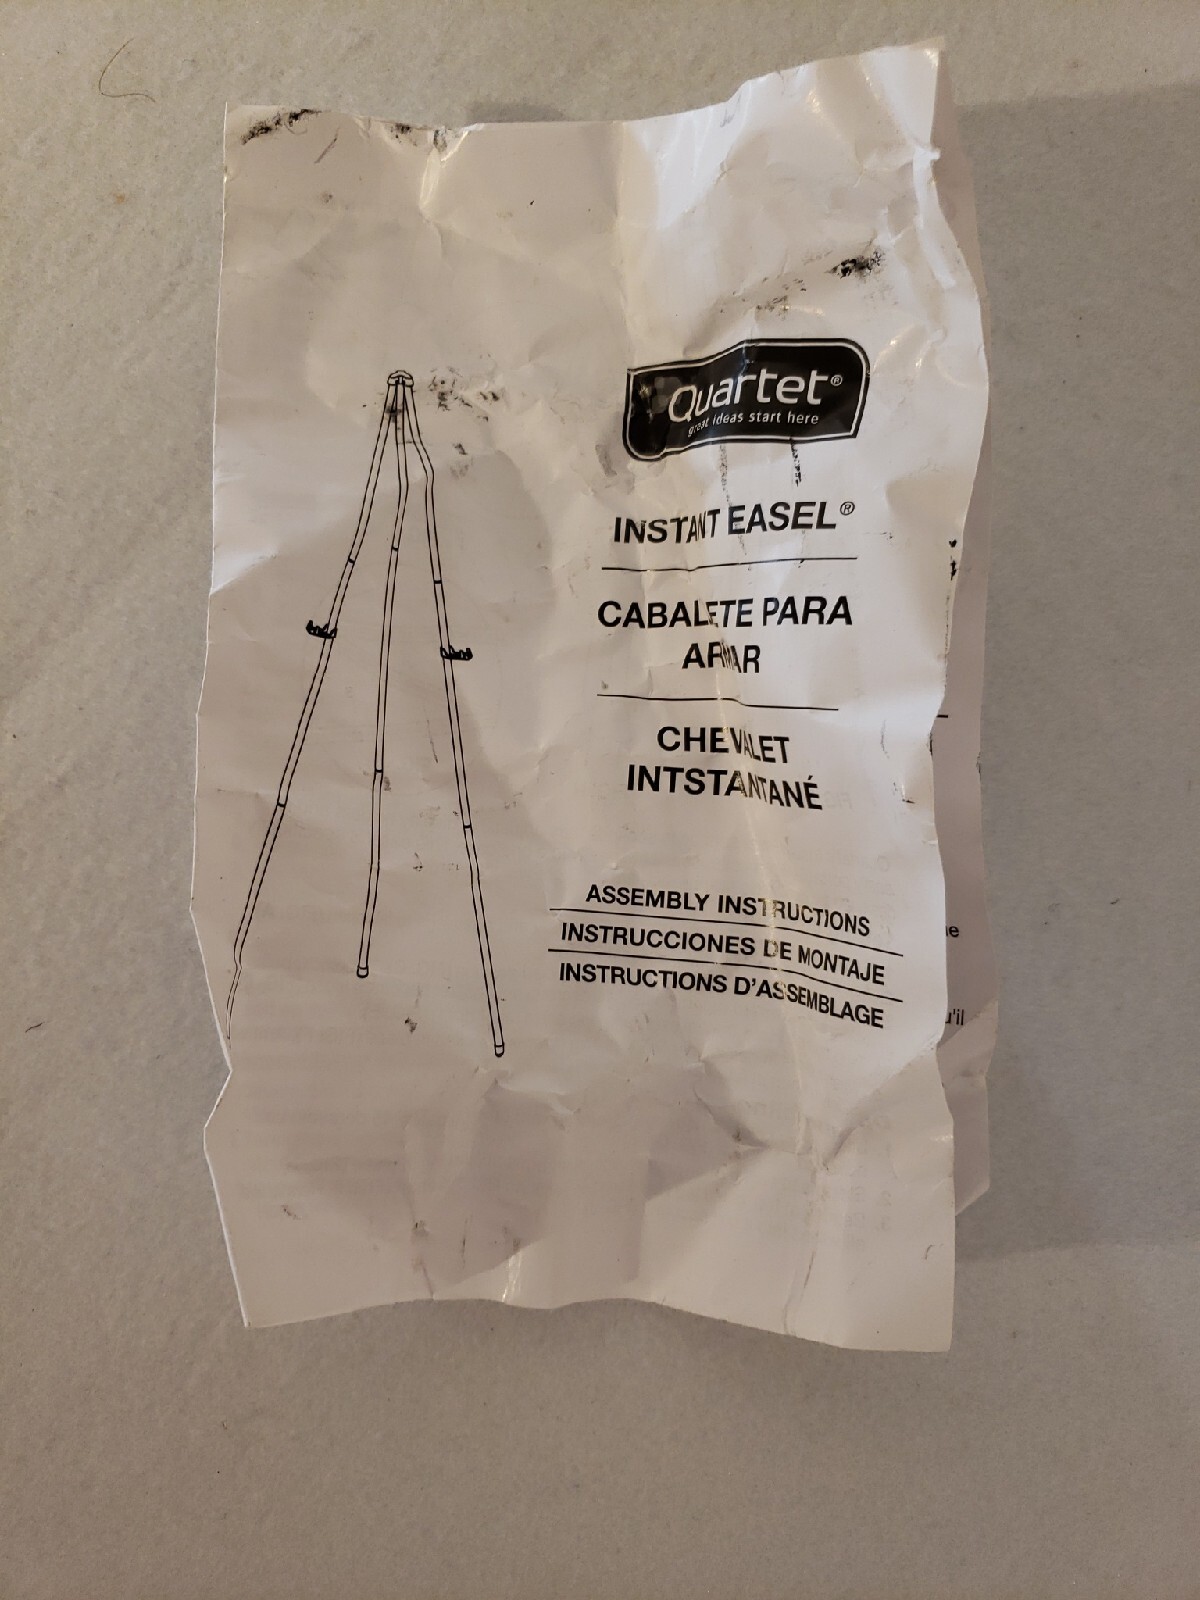 Quartet®
great ideas start here
INSTANT EASEL®
CABALETE PARA
ARMAR
CHEVALET
INTSTANTANÉ
ASSEMBLY INSTRUCTIONS
INSTRUCCIONES DE MONTAJE
INSTRUCTIONS D'ASSEMBLAGE
u'il